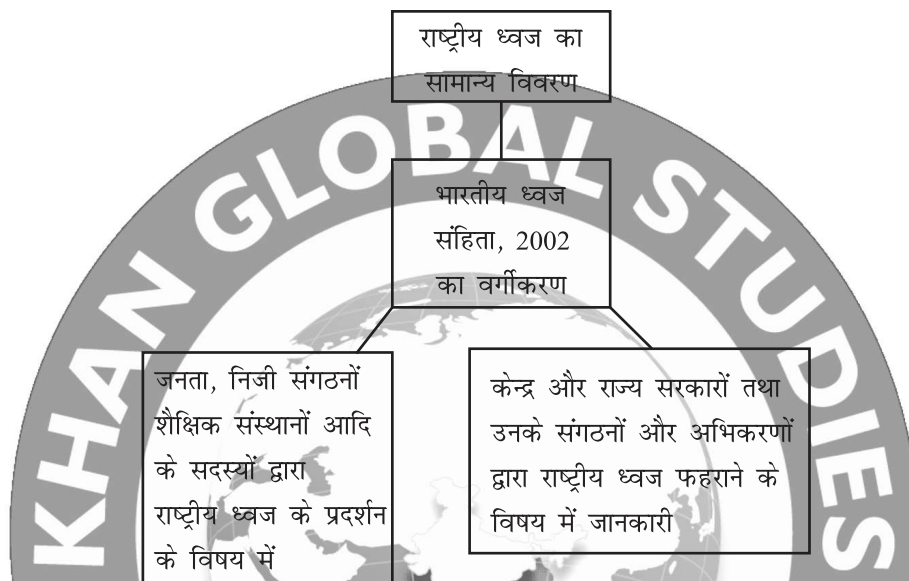 राष्ट्रीय ध्वज का
सामान्य विवरण
भारतीय ध्वज
संहिता, 2002
का वर्गीकरण
जनता, निजी संगठनों
शैक्षिक संस्थानों आदि
के सदस्यों द्वारा
राष्ट्रीय ध्वज के प्रदर्शन
के विषय में
केन्द्र और राज्य सरकारों तथा
उनके संगठनों और अभिकरणों
द्वारा राष्ट्रीय ध्वज फहराने के
विषय में जानकारी
KHAN GLOBAL STUDIES